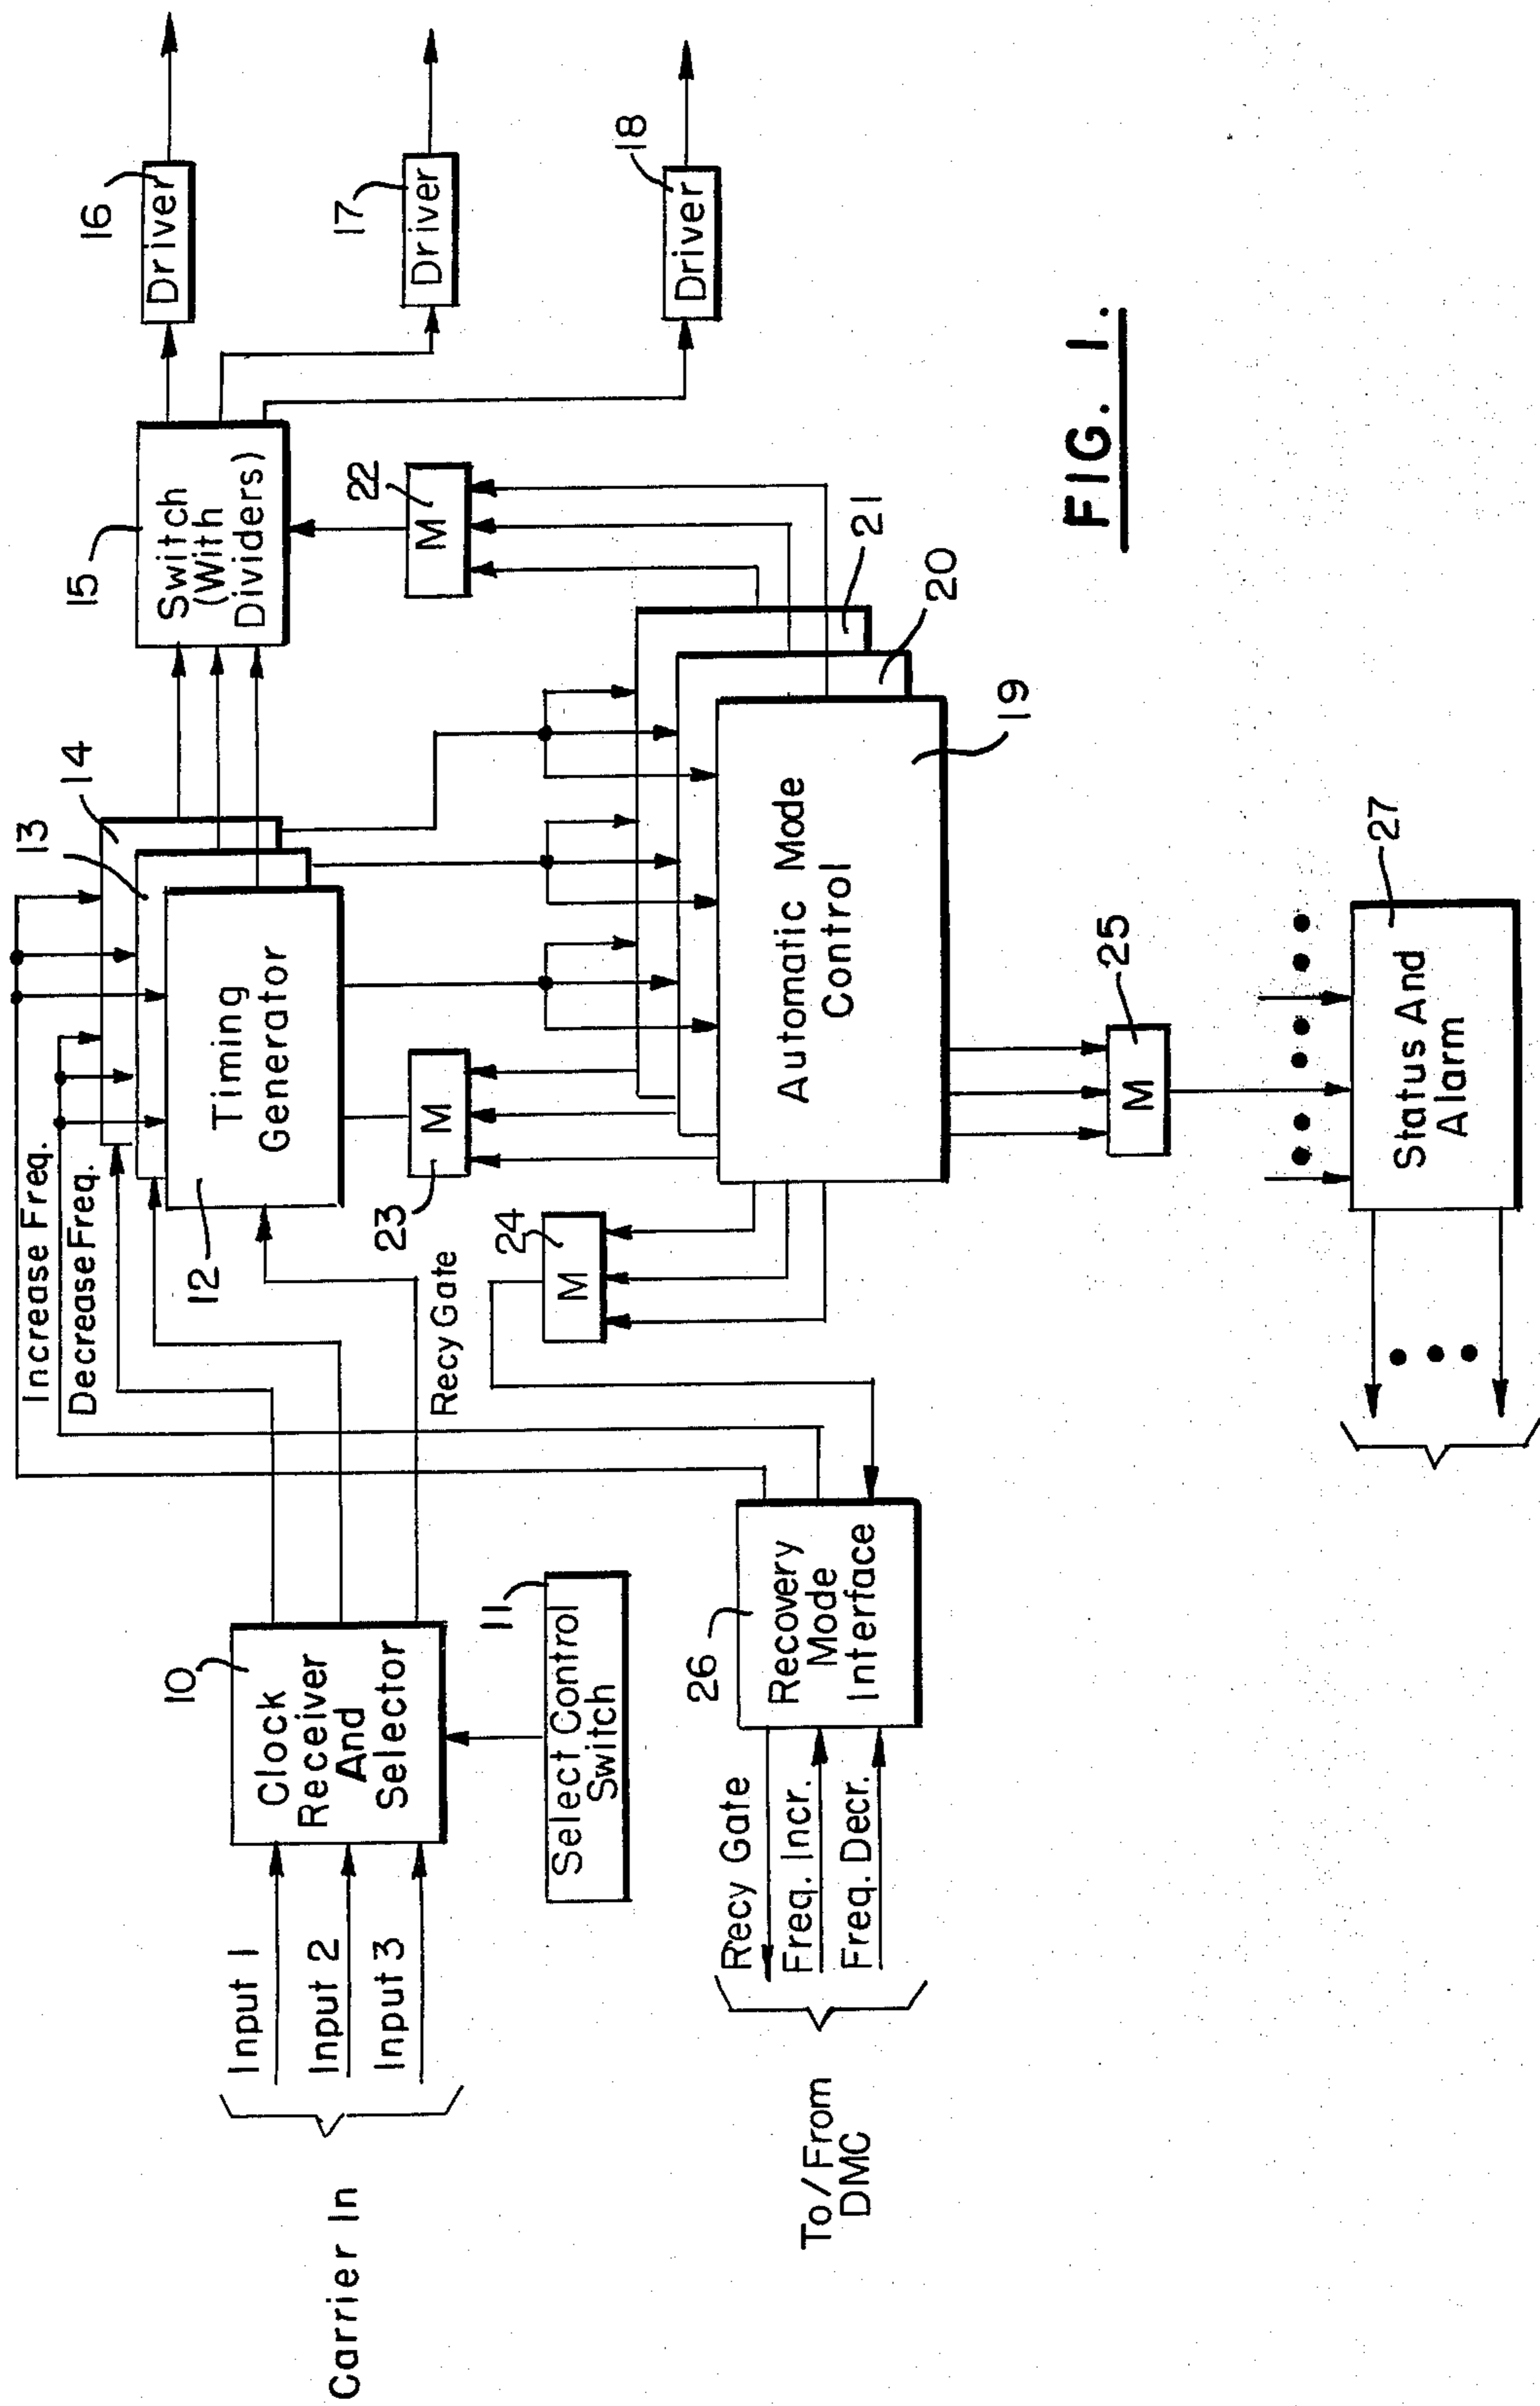 Carrier In
Input 1
Input 2
Input 3
10
Clock
Receiver
And
Selector
11
Select Control
Switch
To/From
DMC
Recy Gate
Freq. Incr.
Freq. Decr.
26
Recovery
Mode
Interface
Increase Freq.
Decrease Freq.
Recy Gate
12
13
14
Timing
Generator
23
M
24
M
15
Switch
(With
Dividers)
22
M
16
Driver
17
Driver
18
Driver
Automatic Mode
Control
19
20
21
25
M
27
Status And
Alarm
FIG. 1.